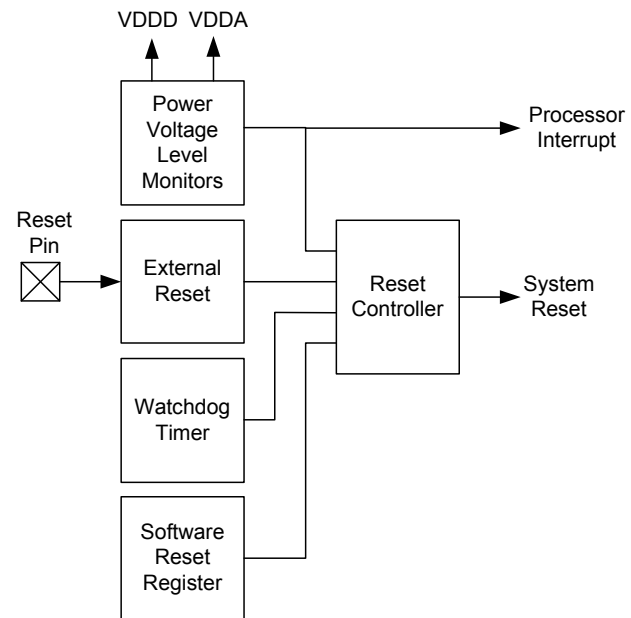 VDDD VDDA
Power
Voltage
Level
Monitors
Processor
Interrupt
Reset
Pin
External
Reset
Reset
Controller
System
Reset
Watchdog
Timer
Software
Reset
Register